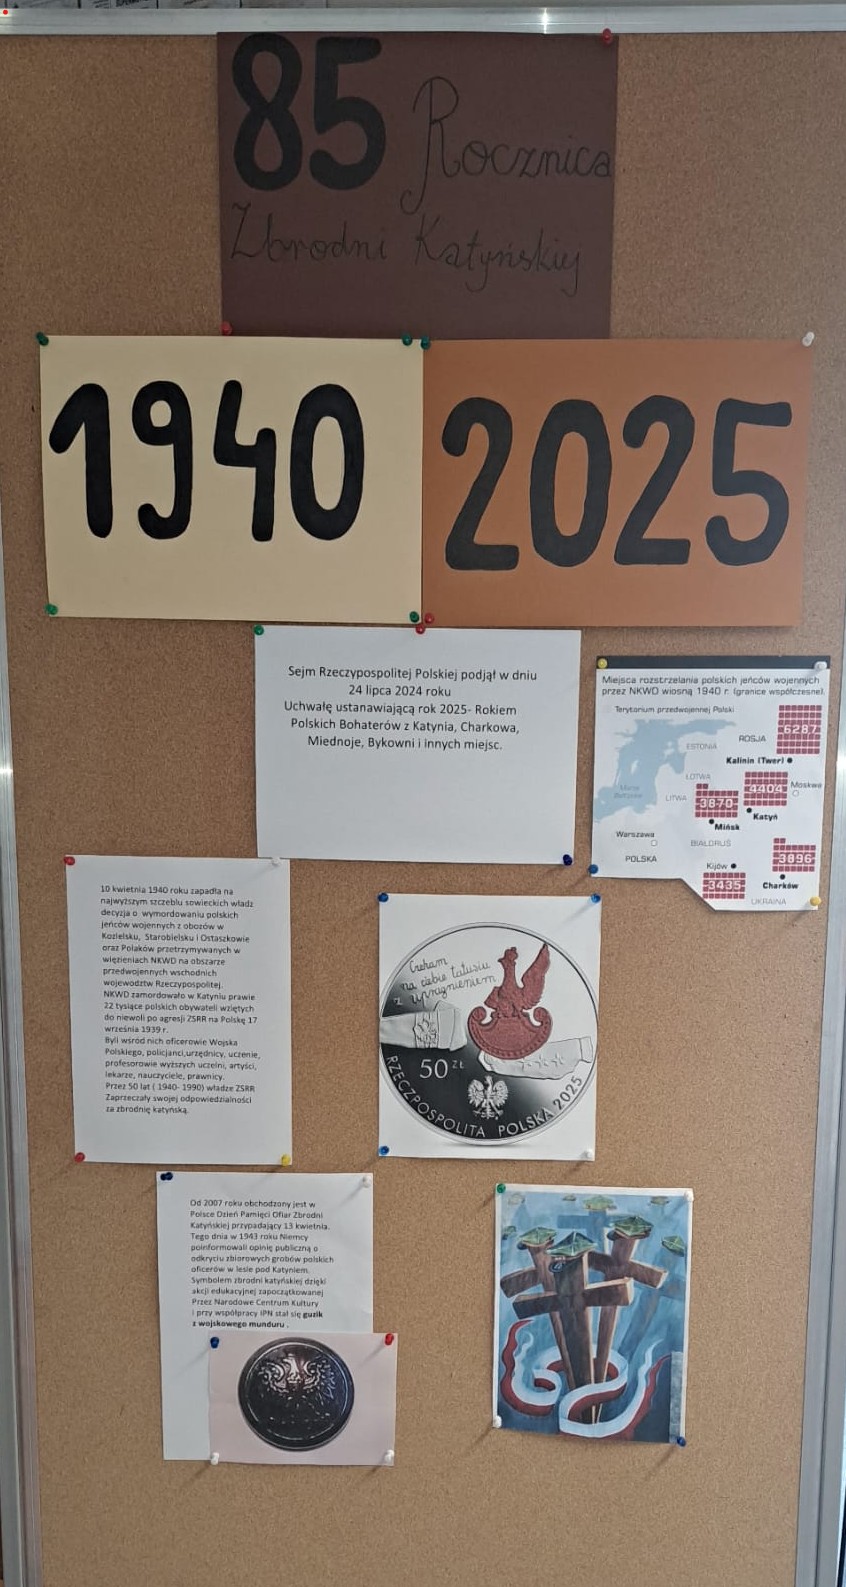 85 Rocznica
Zbrodni Katyńskiej
1940
2025
Sejm Rzeczypospolitej Polskiej podjął w dniu
24 lipca 2024 roku
Uchwałę ustanawiającą rok 2025- Rokiem
Polskich Bohaterów z Katynia, Charkowa,
Miednoje, Bykowni i innych miejsc.
Miejsca rozstrzelania polskich jeńców wojennych
przez NKWD wiosną 1940 r. (granice współczesne).
Terytorium przedwojennej Polski
6287
ROSJA
ESTONIA
Kalinin (Twer)
ŁOTWA
4404
Moskwa
Morze
Bałtyckie
LITWA
3870
Katyń
Mińsk
Warszawa
BIAŁORUŚ
POLSKA
3896
Kijów
3435
Charków
UKRAINA
10 kwietnia 1940 roku zapadła na
najwyższym szczeblu sowieckich władz
decyzja o wymordowaniu polskich
jeńców wojennych z obozów w
Kozielsku, Starobielsku i Ostaszkowie
oraz Polaków przetrzymywanych w
więzieniach NKWD na obszarze
przedwojennych wschodnich
województw Rzeczypospolitej.
NKWD zamordowało w Katyniu prawie
22 tysiące polskich obywateli wziętych
do niewoli po agresji ZSRR na Polskę 17
września 1939 r.
Byli wśród nich oficerowie Wojska
Polskiego, policjanci,urzędnicy, uczenie,
profesorowie wyższych uczelni, artyści,
lekarze, nauczyciele, prawnicy.
Przez 50 lat ( 1940- 1990) władze ZSRR
Zaprzeczały swojej odpowiedzialności
za zbrodnię katyńską.
Czekam
na ciebie tatusiu
z upragnieniem
50 ZŁ
RZECZPOSPOLITA POLSKA 2025
Od 2007 roku obchodzony jest w
Polsce Dzień Pamięci Ofiar Zbrodni
Katyńskiej przypadający 13 kwietnia.
Tego dnia w 1943 roku Niemcy
poinformowali opinię publiczną o
odkryciu zbiorowych grobów polskich
oficerów w lesie pod Katyniem.
Symbolem zbrodni katyńskiej dzięki
akcji edukacyjnej zapoczątkowanej
Przez Narodowe Centrum Kultury
i przy współpracy IPN stał się guzik
z wojskowego munduru .